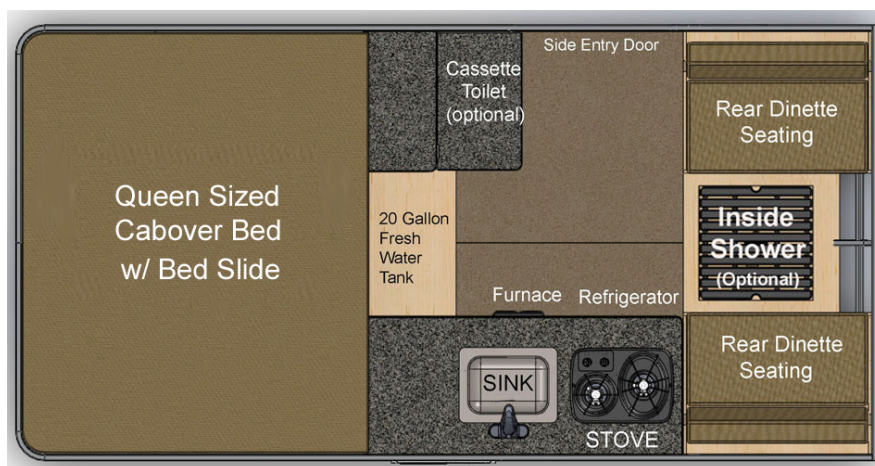 Side Entry Door
Cassette
Toilet
(optional)
Rear Dinette
Seating
Queen Sized
Cabover Bed
w/ Bed Slide
20 Gallon
Fresh
Water
Tank
Inside
Shower
(Optional)
Furnace
Refrigerator
SINK
STOVE
Rear Dinette
Seating